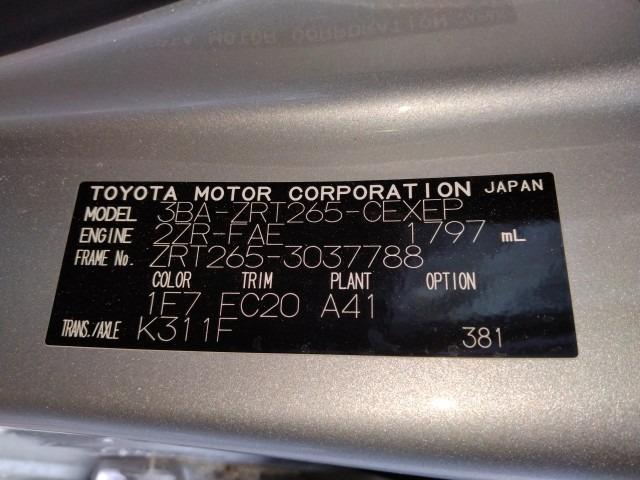 TOYOTA MOTOR CORPORATION JAPAN
MODEL 3BA-ZRT265-CEXEP
ENGINE 2ZR-FAE 1797 mL
FRAME No. ZRT265-3037788
COLOR TRIM PLANT OPTION
1F7 FC20 A41
TRANS./AXLE K311F 381